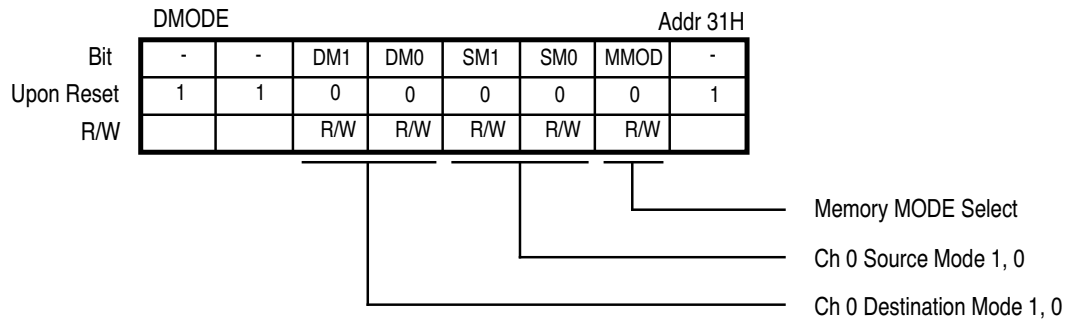 DMODE Addr 31H
Bit - - DM1 DM0 SM1 SM0 MMOD -
Upon Reset 1 1 0 0 0 0 0 1
R/W R/W R/W R/W R/W R/W
Memory MODE Select
Ch 0 Source Mode 1, 0
Ch 0 Destination Mode 1, 0